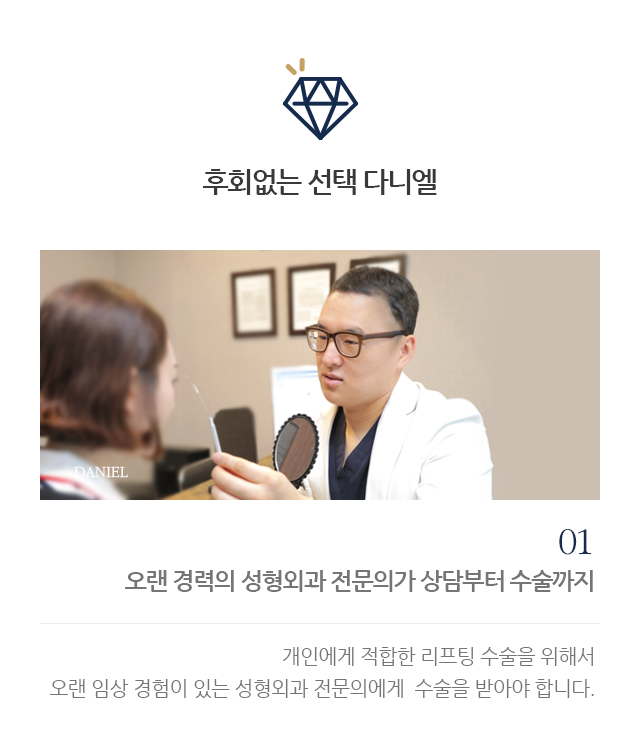 후회없는 선택 다니엘
DANIEL
01
오랜 경력의 성형외과 전문의가 상담부터 수술까지
개인에게 적합한 리프팅 수술을 위해서
오랜 임상 경험이 있는 성형외과 전문의에게 수술을 받아야 합니다.